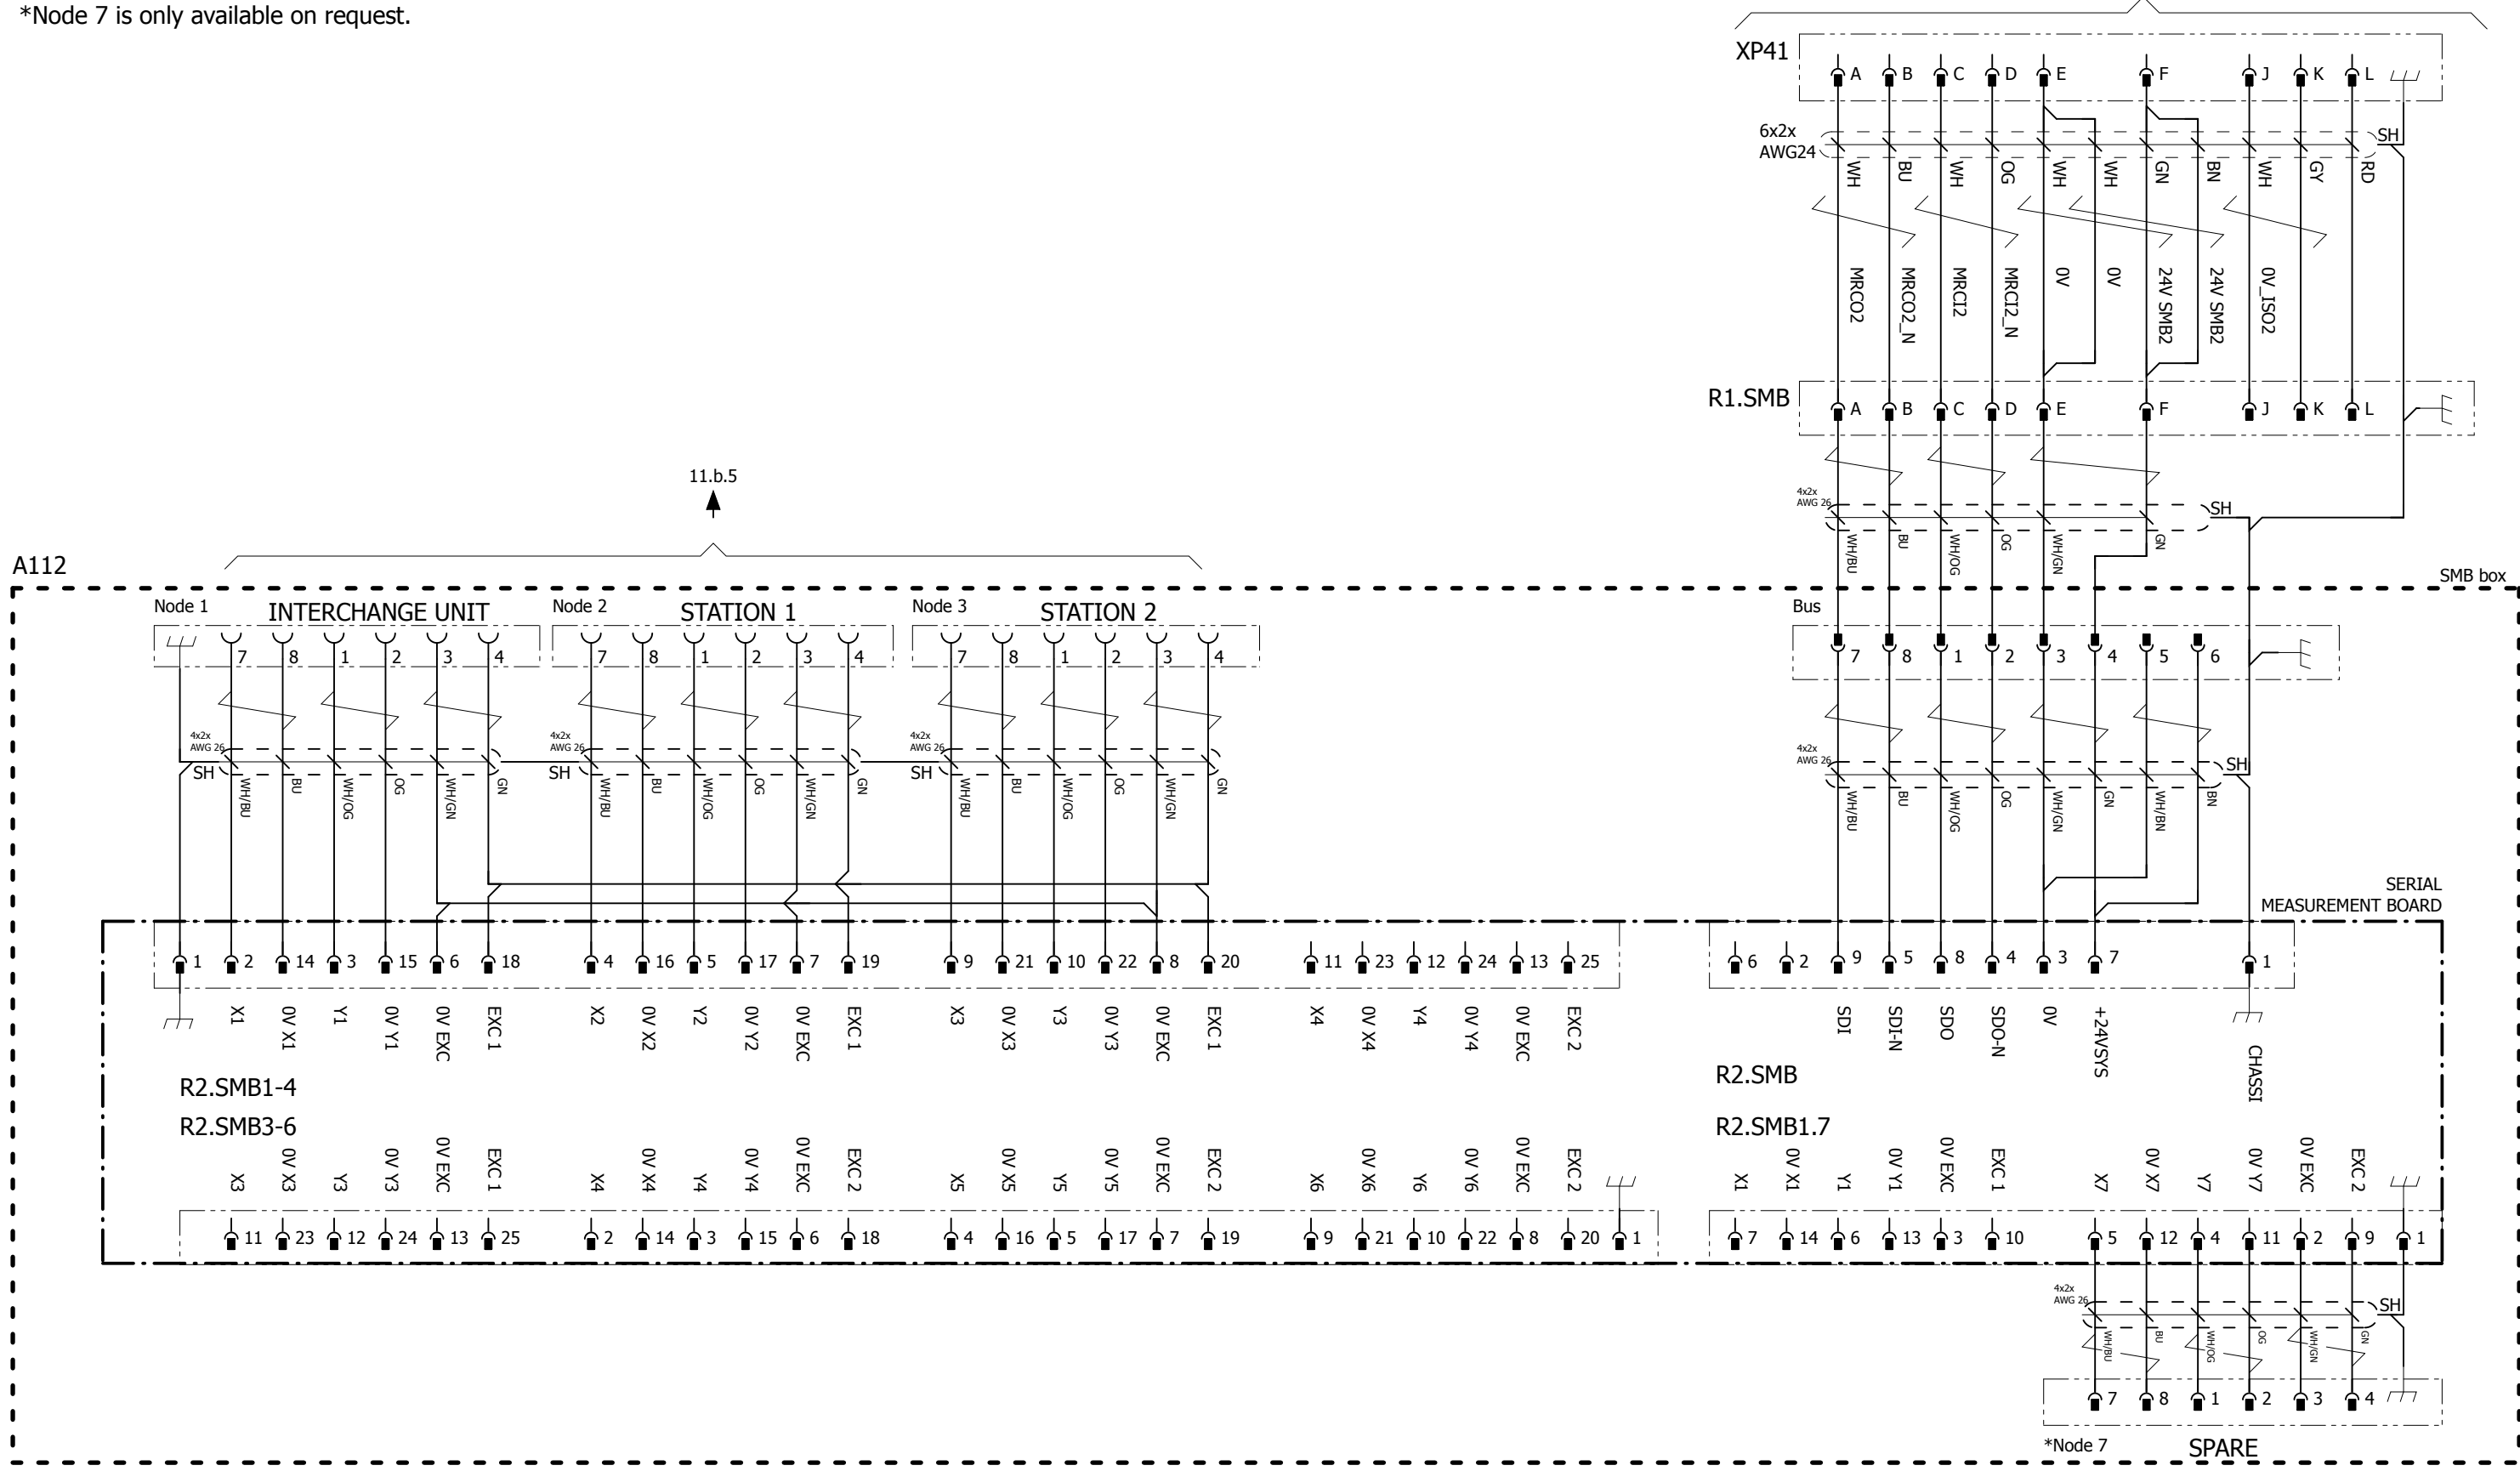 *Node 7 is only available on request.
XP41
A B C D E F J K L
6x2x
AWG24
SH
WH BU WH OG WH WH GN BN WH GY RD
MRCO2 MRCO2_N MRCI2 MRCI2_N 0V 0V 24V SMB2 24V SMB2 0V_ISO2
R1.SMB
A B C D E F J K L
11.b.5
4x2x
AWG 26
SH
WH/BU BU WH/OG OG WH/GN GN
A112
SMB box
Node 1 INTERCHANGE UNIT Node 2 STATION 1 Node 3 STATION 2 Bus
7 8 1 2 3 4 7 8 1 2 3 4 7 8 1 2 3 4 7 8 1 2 3 4 5 6
4x2x 4x2x 4x2x 4x2x
AWG 26 AWG 26 AWG 26 AWG 26
SH SH SH SH
WH/BU BU WH/OG OG WH/GN GN WH/BU BU WH/OG OG WH/GN GN WH/BU BU WH/OG OG WH/GN GN WH/BU BU WH/OG OG WH/GN GN WH/BN BN
SERIAL
MEASUREMENT BOARD
1 2 14 3 15 6 18 4 16 5 17 7 19 9 21 10 22 8 20 11 23 12 24 13 25 6 2 9 5 8 4 3 7 1
X1 0V X1 Y1 0V Y1 0V EXC EXC 1 X2 0V X2 Y2 0V Y2 0V EXC EXC 1 X3 0V X3 Y3 0V Y3 0V EXC EXC 1 X4 0V X4 Y4 0V Y4 0V EXC EXC 2 SDI SDI-N SDO SDO-N 0V +24VSYS CHASSI
R2.SMB1-4 R2.SMB
R2.SMB3-6 R2.SMB1.7
X3 0V X3 Y3 0V Y3 0V EXC EXC 1 X4 0V X4 Y4 0V Y4 0V EXC EXC 2 X5 0V X5 Y5 0V Y5 0V EXC EXC 2 X6 0V X6 Y6 0V Y6 0V EXC EXC 2 X1 0V X1 Y1 0V Y1 0V EXC EXC 1 X7 0V X7 Y7 0V Y7 0V EXC EXC 2
11 23 12 24 13 25 2 14 3 15 6 18 4 16 5 17 7 19 9 21 10 22 8 20 1 7 14 6 13 3 10 5 12 4 11 2 9 1
4x2x
AWG 26
SH
WH/BU BU WH/OG OG WH/GN GN
7 8 1 2 3 4
*Node 7 SPARE